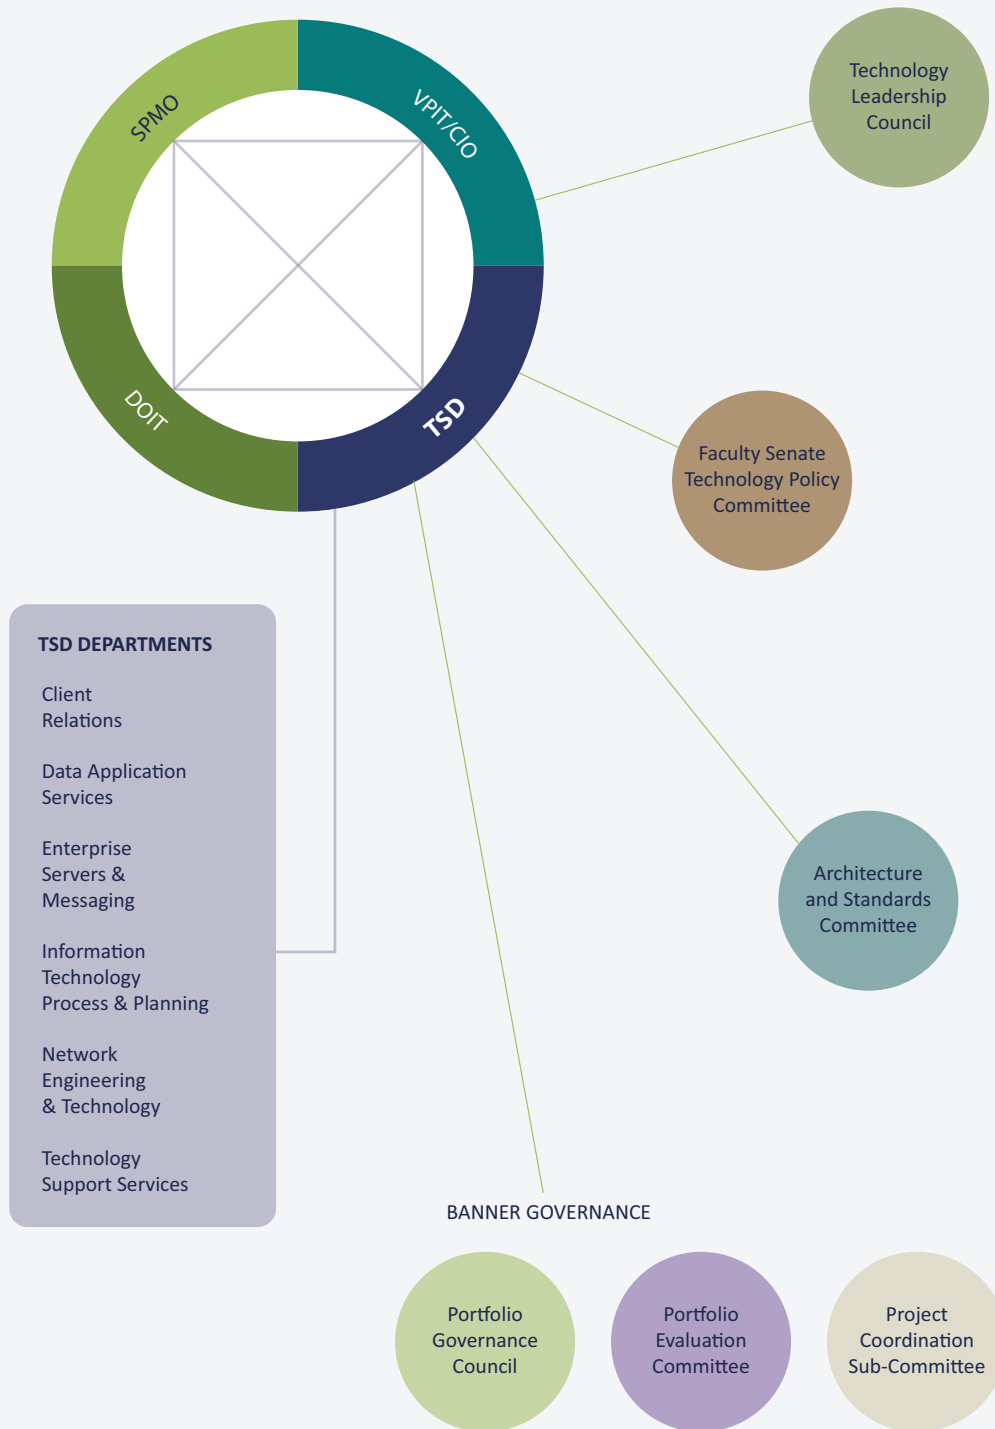 SPMO
VPIT/CIO
DOIT
TSD
Technology
Leadership
Council
Faculty Senate
Technology Policy
Committee
TSD DEPARTMENTS
Client
Relations
Data Application
Services
Enterprise
Servers &
Messaging
Information
Technology
Process & Planning
Network
Engineering
& Technology
Technology
Support Services
Architecture
and Standards
Committee
BANNER GOVERNANCE
Portfolio
Governance
Council
Portfolio
Evaluation
Committee
Project
Coordination
Sub-Committee